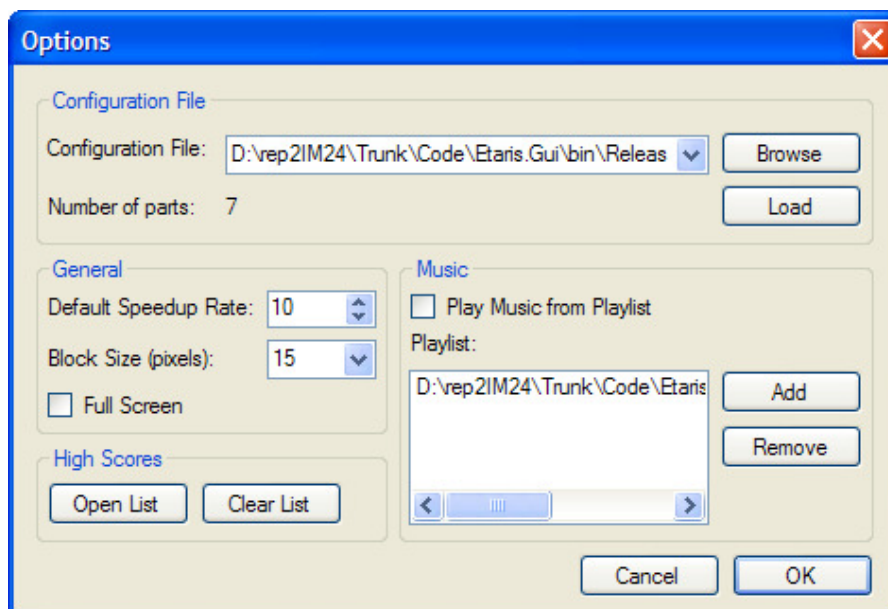 Options
Configuration File
Configuration File: D:\rep2IM24\Trunk\Code\Etaris.Gui\bin\Releas Browse
Number of parts: 7 Load
General
Default Speedup Rate: 10
Block Size (pixels): 15
Full Screen
High Scores
Open List Clear List
Music
Play Music from Playlist
Playlist:
D:\rep2IM24\Trunk\Code\Etaris
Add
Remove
Cancel OK